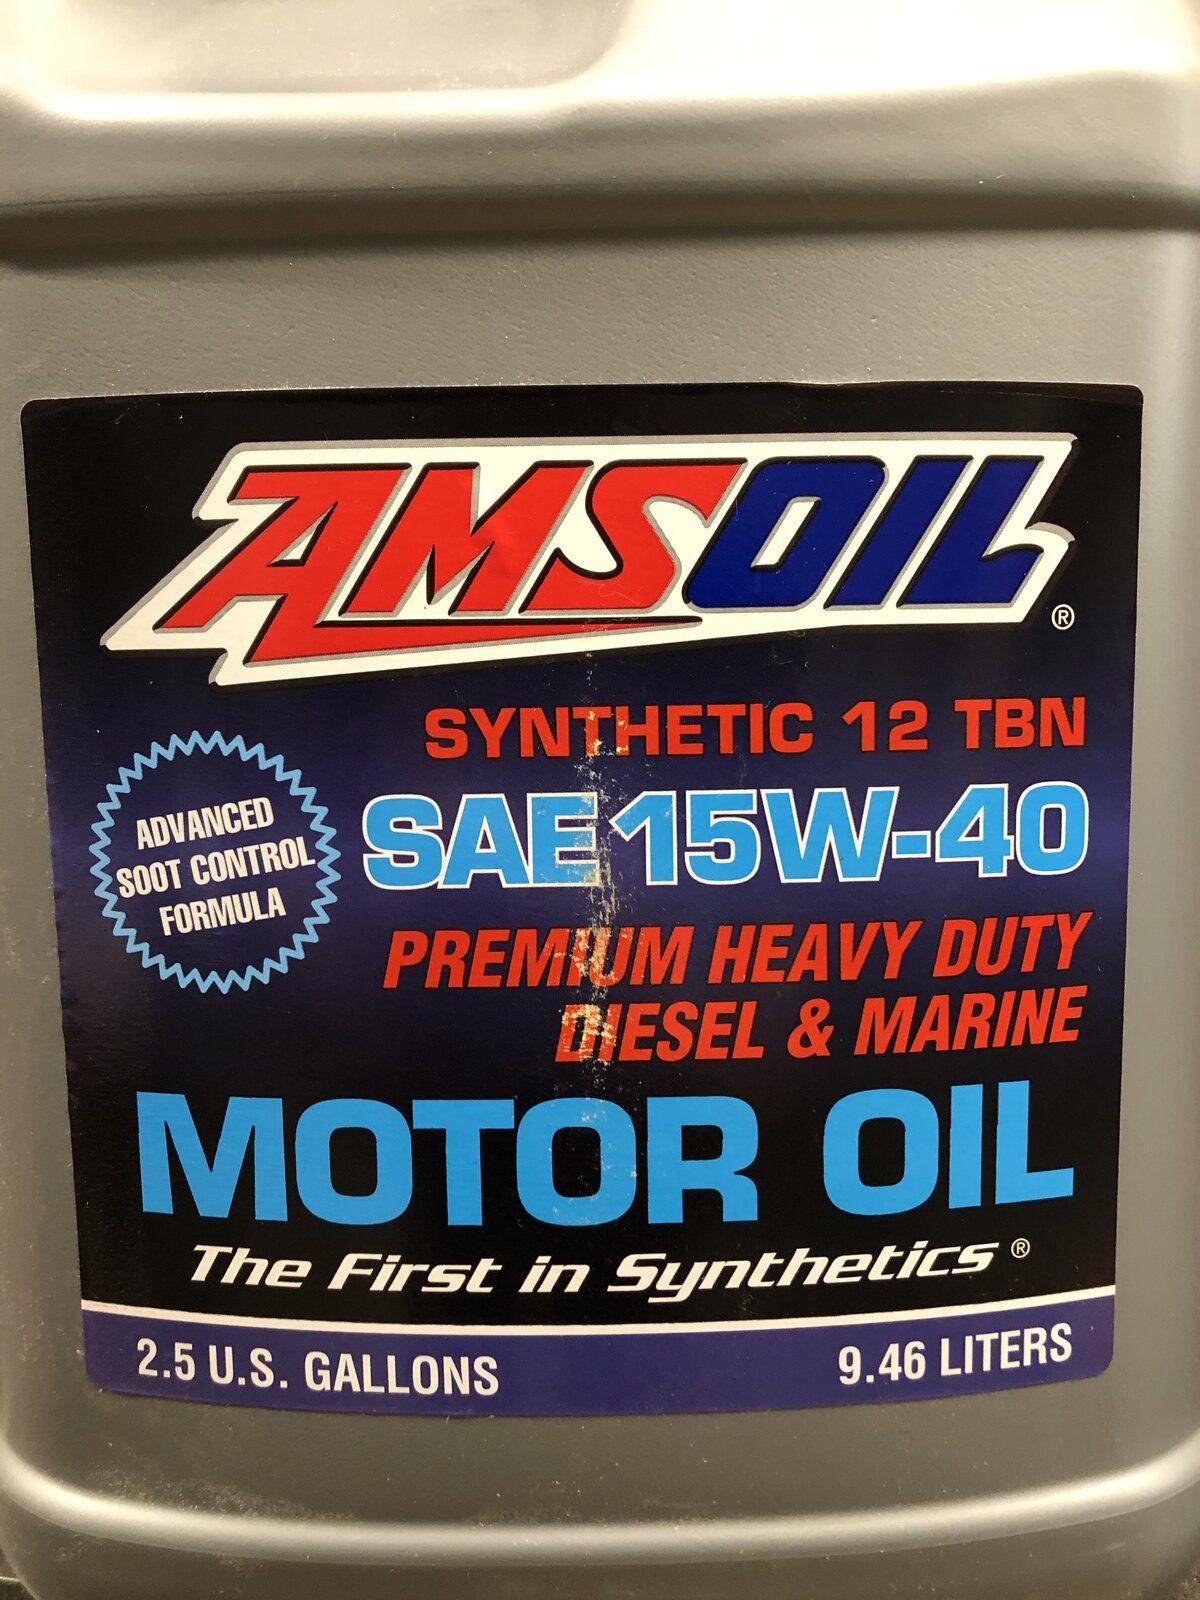 AMSOIL®
SYNTHETIC 12 TBN
SAE 15W-40
ADVANCED
SOOT CONTROL
FORMULA
PREMIUM HEAVY DUTY
DIESEL & MARINE
MOTOR OIL
The First in Synthetics®
2.5 U.S. GALLONS
9.46 LITERS